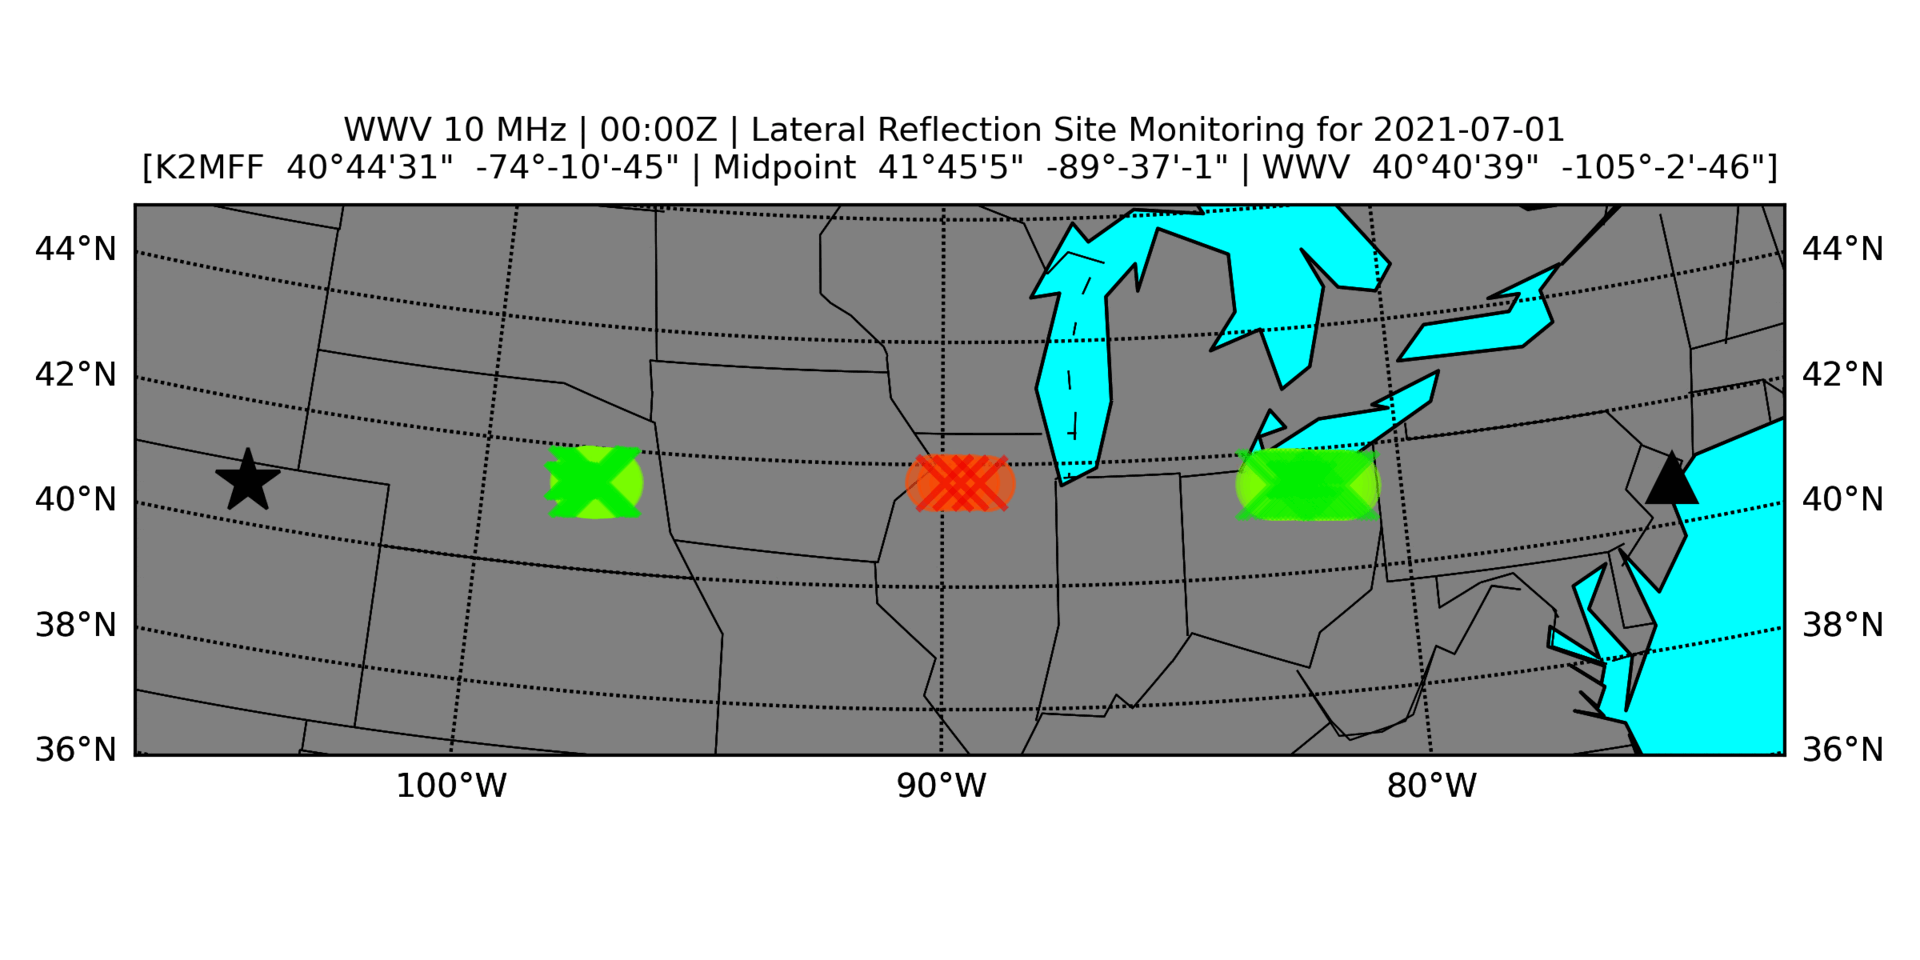 WWV 10 MHz | 00:00Z | Lateral Reflection Site Monitoring for 2021-07-01
[K2MFF 40°44'31" -74°-10'-45" | Midpoint 41°45'5" -89°-37'-1" | WWV 40°40'39" -105°-2'-46"]
44°N 44°N
42°N 42°N
40°N 40°N
38°N 38°N
36°N 36°N
100°W 90°W 80°W